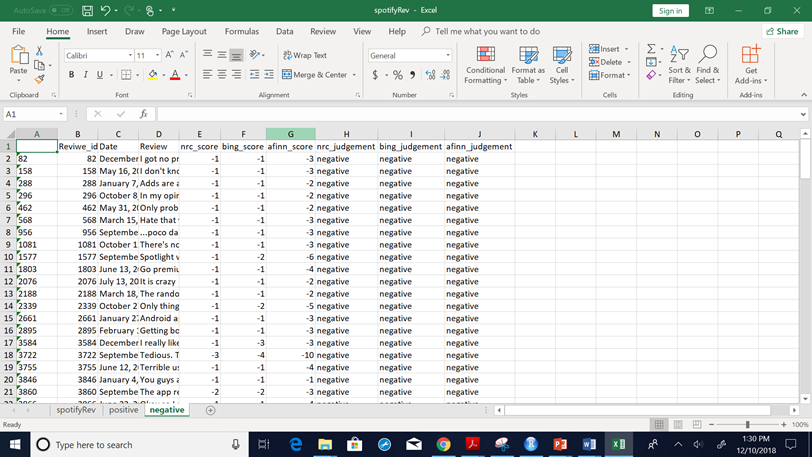 AutoSave Off
spotifyRev - Excel
Sign in
File Home Insert Draw Page Layout Formulas Data Review View Help Tell me what you want to do Share
Paste Calibri 11 Wrap Text General Conditional Formatting Format as Table Cell Styles Insert Sort & Filter Find & Select Get Add-ins
B I U Merge & Center $ % Delete
Format
Clipboard Font Alignment Number Styles Cells Editing Add-ins
A1 fx
A B C D E F G H I J K L M N O P Q
1 Reviwe_id Date Review nrc_score bing_score afinn_score nrc_judgement bing_judgement afinn_judgement
2 82 82 December I got no pr -1 -1 -3 negative negative negative
3 158 158 May 16, 20 I don't kno -1 -1 -3 negative negative negative
4 288 288 January 7, Adds are a -1 -1 -2 negative negative negative
5 296 296 October 8, In my opin -1 -1 -2 negative negative negative
6 462 462 May 31, 20 Only prob -1 -1 -2 negative negative negative
7 568 568 March 15, Hate that -1 -1 -3 negative negative negative
8 956 956 Septembe ...poco da -1 -1 -3 negative negative negative
9 1081 1081 October 1 There's no -1 -1 -3 negative negative negative
10 1577 1577 Septembe Spotlight -1 -2 -6 negative negative negative
11 1803 1803 June 13, 2 Go premiu -1 -1 -4 negative negative negative
12 2076 2076 July 13, 20 It is crazy -1 -1 -2 negative negative negative
13 2188 2188 March 18, The rando -1 -1 -2 negative negative negative
14 2339 2339 October 2 Only thing -1 -2 -5 negative negative negative
15 2661 2661 January 2 Android a -1 -1 -3 negative negative negative
16 2895 2895 February Getting bo -1 -1 -3 negative negative negative
17 3584 3584 December I really like -1 -3 -3 negative negative negative
18 3722 3722 Septembe Tedious. T -3 -4 -10 negative negative negative
19 3755 3755 June 12, 2 Terrible us -1 -1 -4 negative negative negative
20 3846 3846 January 4, You guys a -1 -1 -1 negative negative negative
21 3860 3860 Septembe The app re -2 -2 -3 negative negative negative
spotifyRev positive negative
100%
Type here to search
1:30 PM
12/10/2018